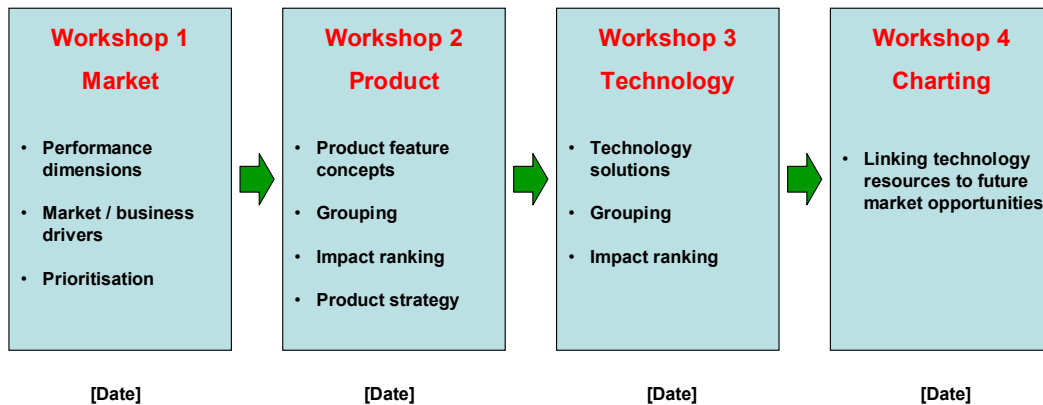 Workshop 1
Market
• Performance
dimensions
• Market / business
drivers
• Prioritisation
Workshop 2
Product
• Product feature
concepts
• Grouping
• Impact ranking
• Product strategy
Workshop 3
Technology
• Technology
solutions
• Grouping
• Impact ranking
Workshop 4
Charting
• Linking technology
resources to future
market opportunities
[Date]
[Date]
[Date]
[Date]